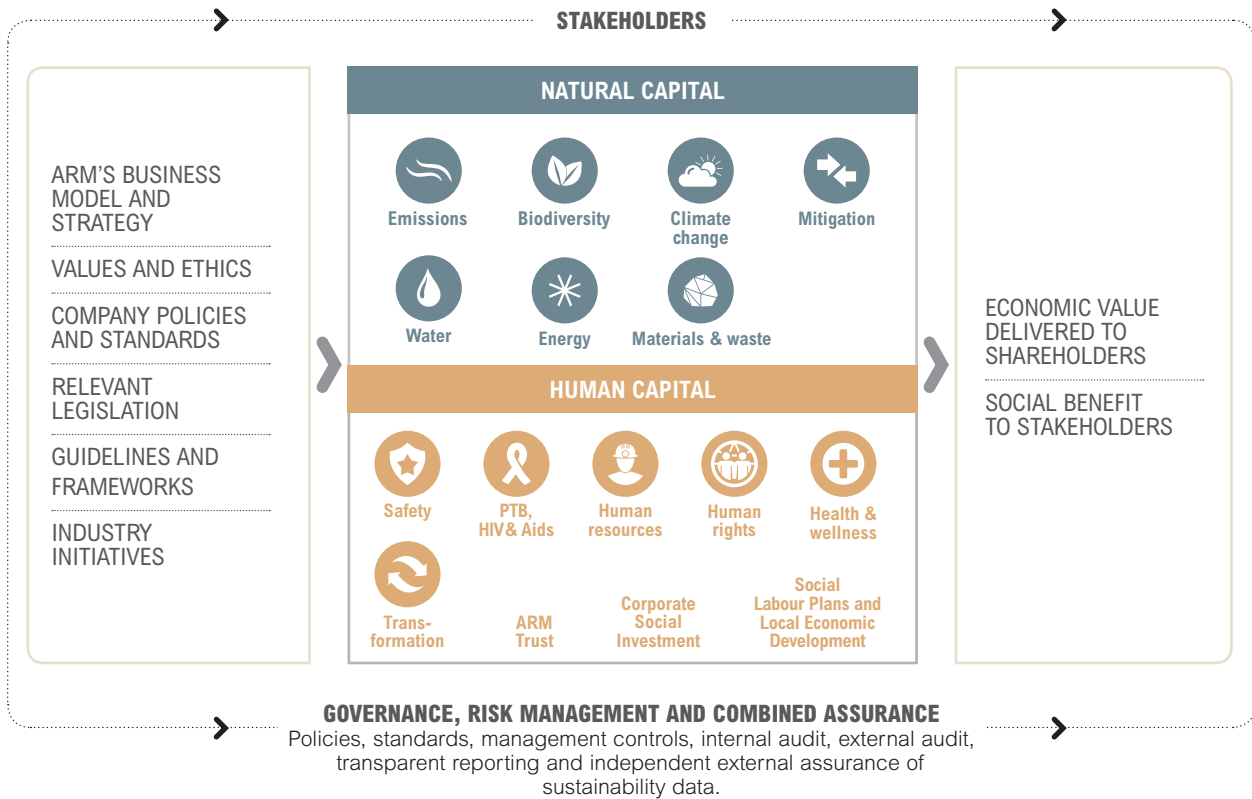 STAKEHOLDERS
ARM'S BUSINESS
MODEL AND
STRATEGY
VALUES AND ETHICS
COMPANY POLICIES
AND STANDARDS
RELEVANT
LEGISLATION
GUIDELINES AND
FRAMEWORKS
INDUSTRY
INITIATIVES
NATURAL CAPITAL
Emissions
Biodiversity
Climate
change
Mitigation
Water
Energy
Materials & waste
HUMAN CAPITAL
Safety
PTB,
HIV& Aids
Human
resources
Human
rights
Health &
wellness
Trans-
formation
ARM
Trust
Corporate
Social
Investment
Social
Labour Plans and
Local Economic
Development
ECONOMIC VALUE
DELIVERED TO
SHAREHOLDERS
SOCIAL BENEFIT
TO STAKEHOLDERS
GOVERNANCE, RISK MANAGEMENT AND COMBINED ASSURANCE
Policies, standards, management controls, internal audit, external audit,
transparent reporting and independent external assurance of
sustainability data.